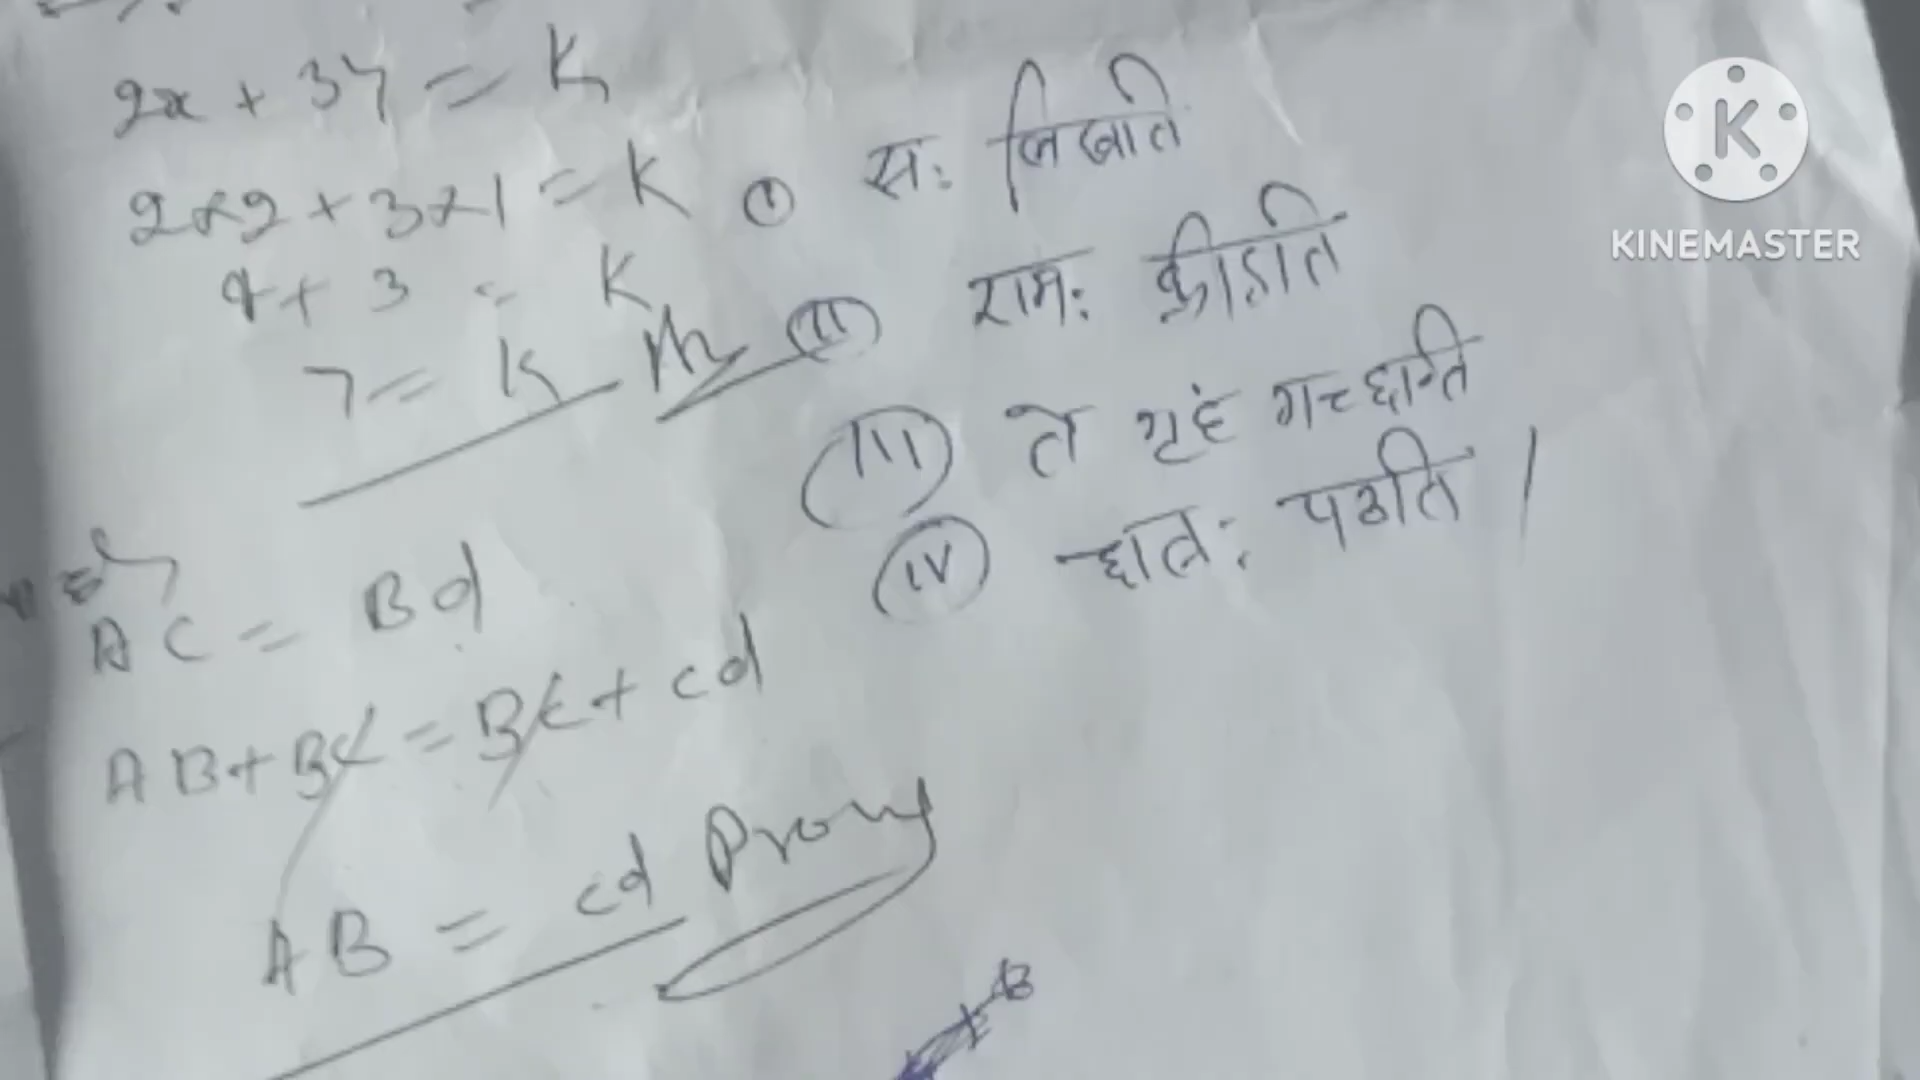 2x + 3y = K
2×2 + 3×1 = K
4 + 3 = K
7 = K
① सः लिखति
(II) रामः क्रीडति
(III) ते गृहं गच्छन्ति
(IV) छात्रः पठति ।
AC = Bd
AB + BC = BC + cd
AB = cd Prove
B
K
KINEMASTER